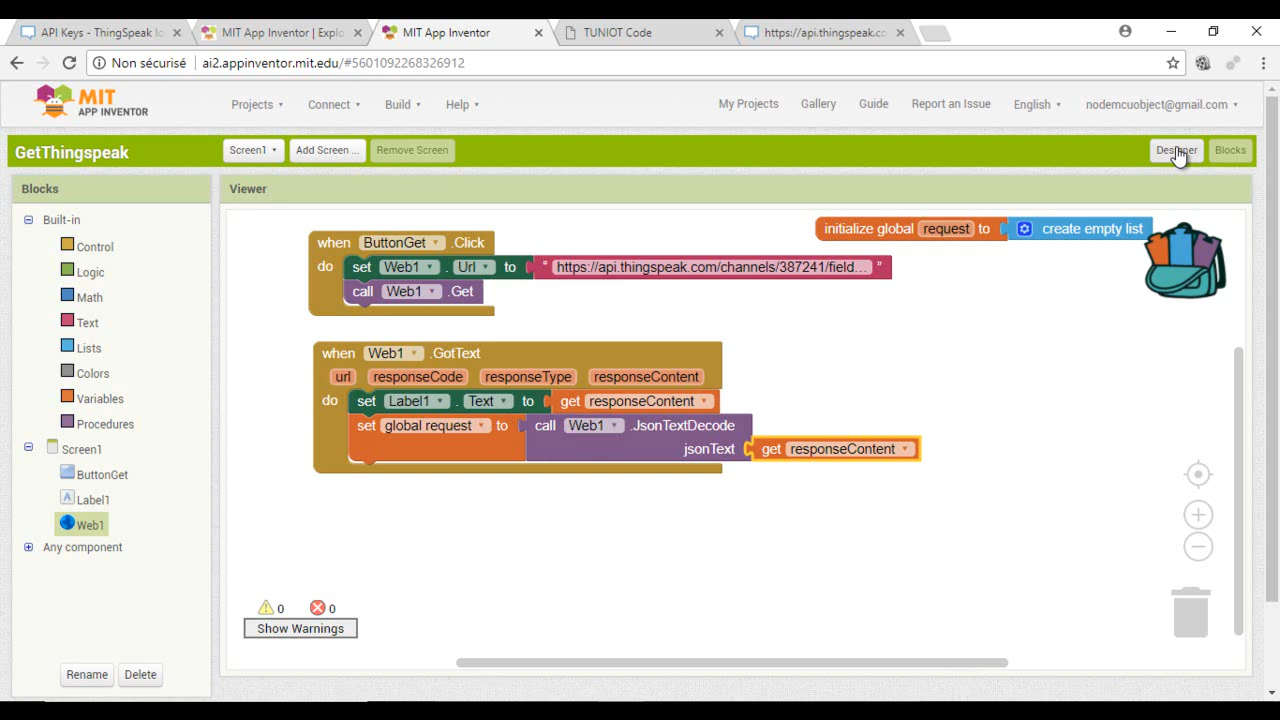 API Keys - ThingSpeak Io
MIT App Inventor | Explo
MIT App Inventor
TUNIOT Code
https://api.thingspeak.co
Non sécurisé
ai2.appinventor.mit.edu/#5601092268326912
MIT
APP INVENTOR
Projects
Connect
Build
Help
My Projects
Gallery
Guide
Report an Issue
English
nodemcuobject@gmail.com
GetThingspeak
Screen1
Add Screen ...
Remove Screen
Blocks
Blocks
Viewer
Built-in
Control
Logic
Math
Text
Lists
Colors
Variables
Procedures
Screen1
ButtonGet
Label1
Web1
Any component
Rename
Delete
initialize global request to create empty list
when ButtonGet .Click
do set Web1 . Url to " https://api.thingspeak.com/channels/387241/field... "
call Web1 .Get
when Web1 .GotText
url responseCode responseType responseContent
do set Label1 . Text to get responseContent
set global request to call Web1 .JsonTextDecode
jsonText get responseContent
0 0
Show Warnings